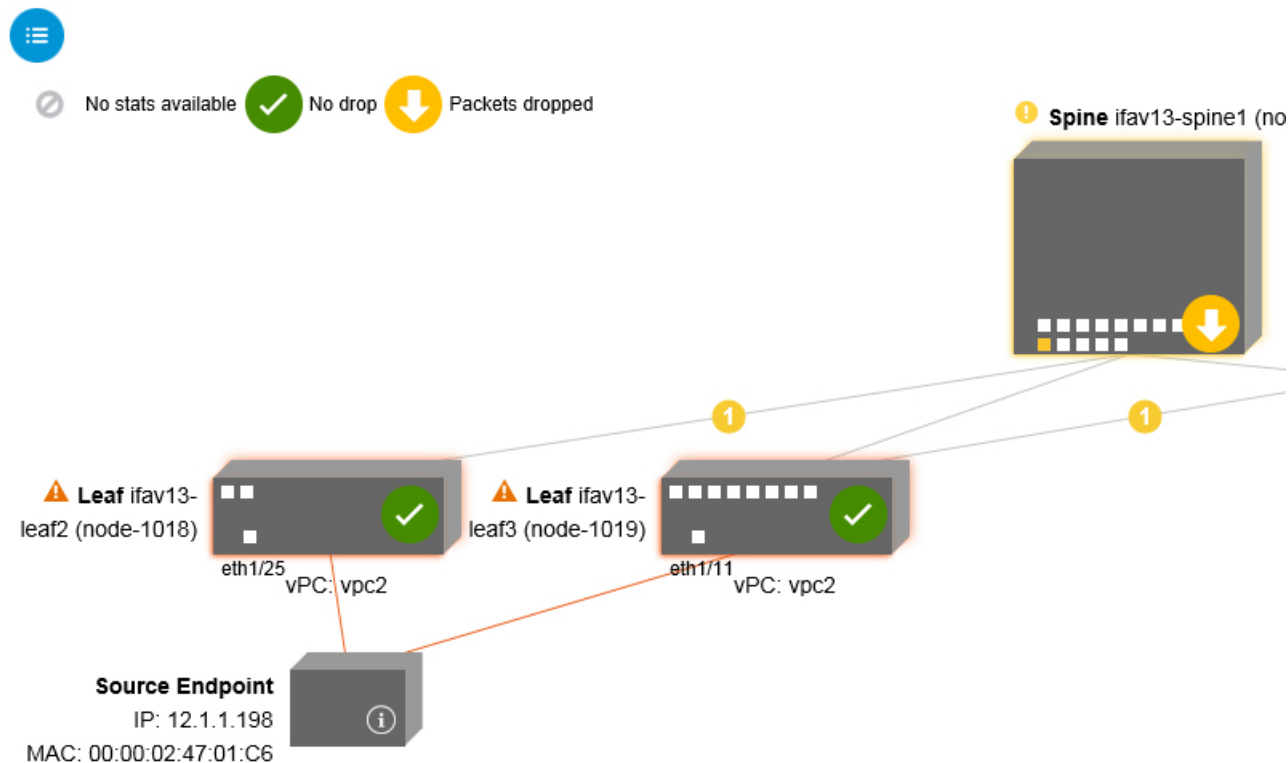 No stats available No drop Packets dropped
Spine ifav13-spine1 (no
1 1
Leaf ifav13-
leaf2 (node-1018)
eth1/25
vPC: vpc2
Leaf ifav13-
leaf3 (node-1019)
eth1/11
vPC: vpc2
Source Endpoint
IP: 12.1.1.198
MAC: 00:00:02:47:01:C6